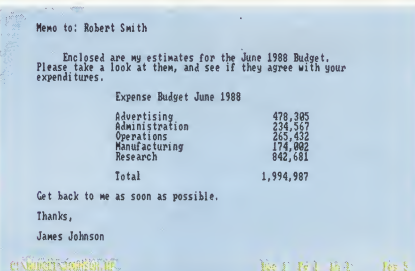 Memo to: Robert Smith
Enclosed are my estimates for the June 1988 Budget.
Please take a look at them, and see if they agree with your
expenditures.
Expense Budget June 1988
Advertising 478,305
Administration 234,567
Operations 265,432
Manufacturing 174,002
Research 842,681
Total 1,994,987
Get back to me as soon as possible.
Thanks,
James Johnson